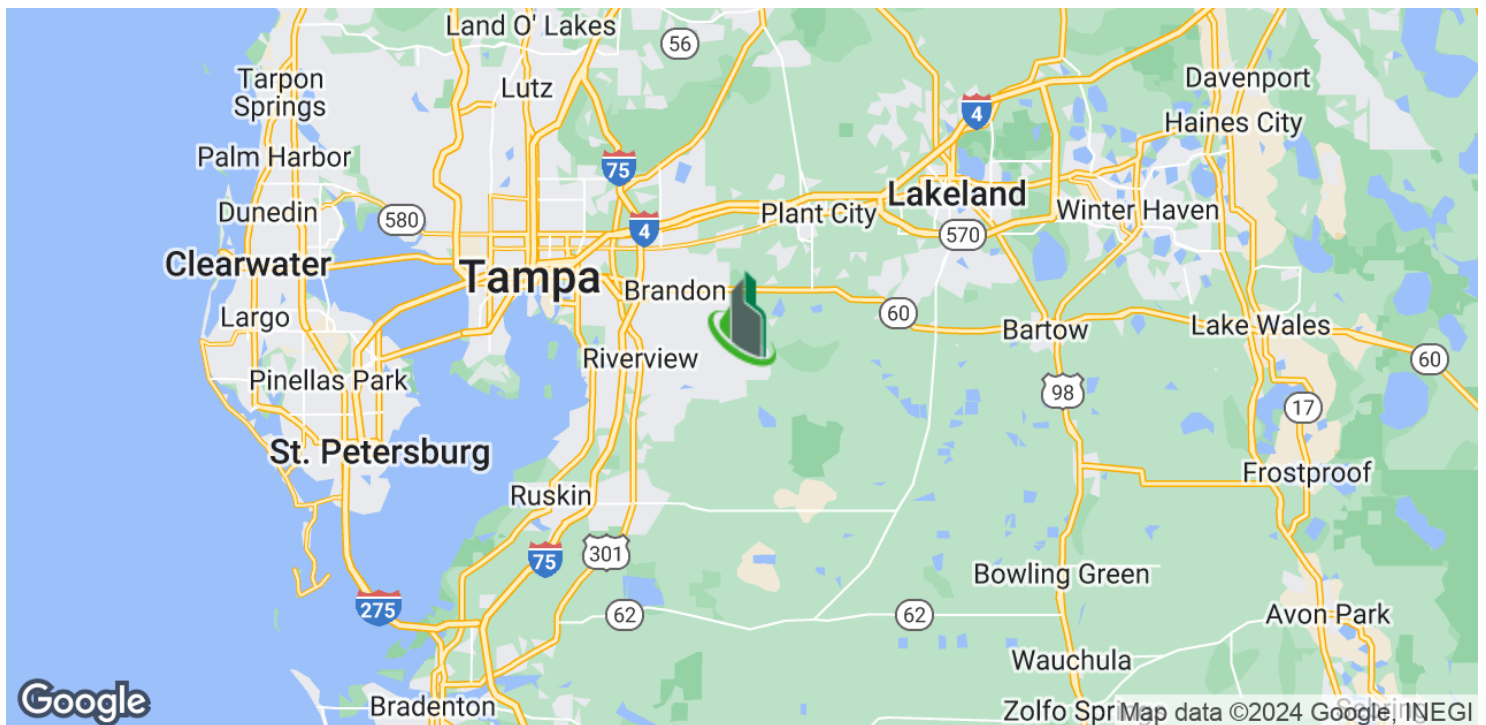 Land O' Lakes
56
Tarpon
Springs
Lutz
4
Davenport
Haines City
Palm Harbor
75
Lakeland
Plant City
Winter Haven
Dunedin
580
4
570
Clearwater
Tampa
Brandon
60
Largo
Bartow
Lake Wales
Riverview
60
Pinellas Park
98
17
St. Petersburg
Frostproof
Ruskin
75
301
Bowling Green
275
62
62
Avon Park
Wauchula
Bradenton
Zolfo Spri
Google
Map data ©2024 Google, INEGI